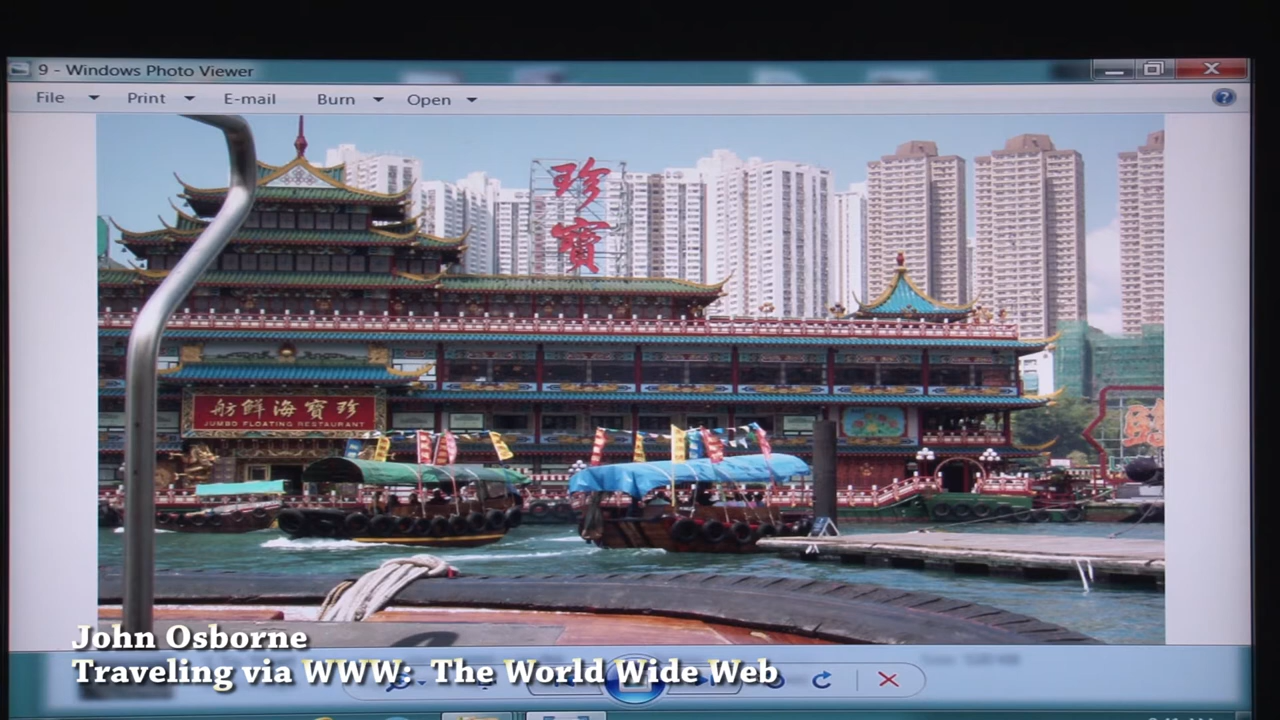 9 - Windows Photo Viewer
File Print E-mail Burn Open
珍
寶
舫鮮海寶珍
JUMBO FLOATING RESTAURANT
John Osborne
Traveling via WWW: The World Wide Web